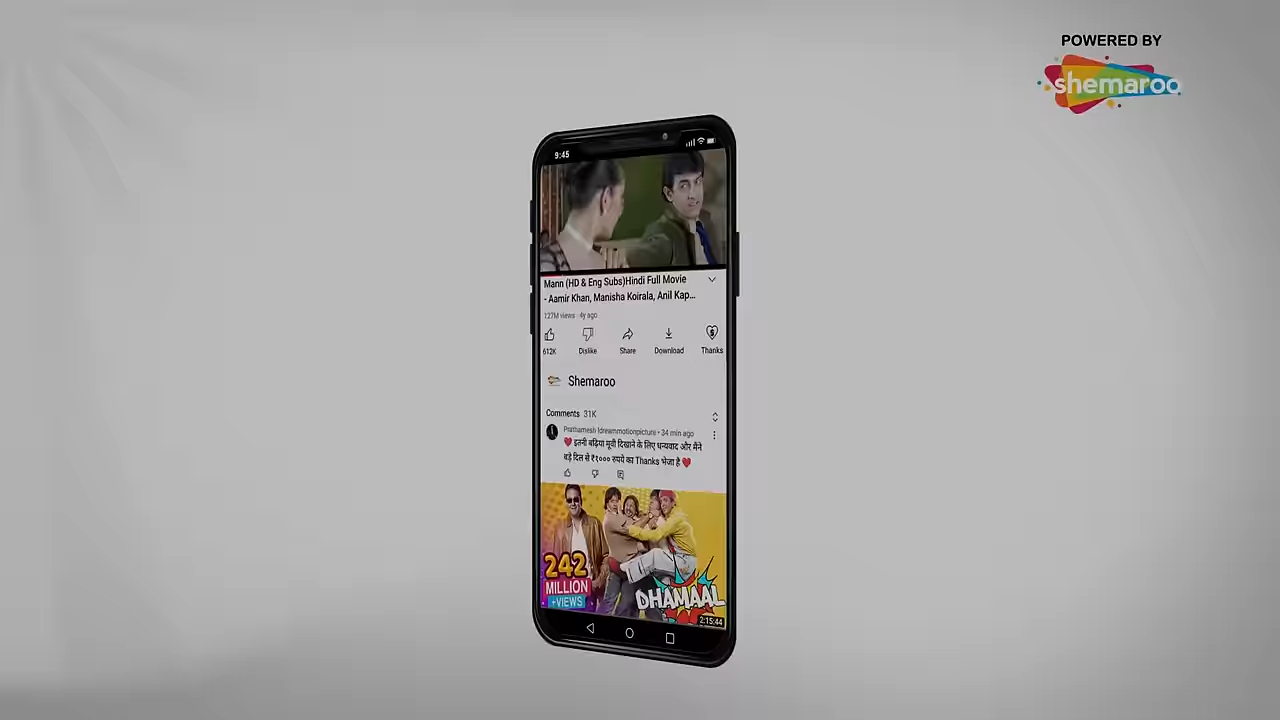 POWERED BY
shemaroo
9:45
Mann (HD & Eng Subs)Hindi Full Movie
- Aamir Khan, Manisha Koirala, Anil Kap...
127M views · 4y ago
612K
Dislike
Share
Download
Thanks
Shemaroo
Comments 31K
Prathamesh Idreammotionpicture • 34 min ago
❤️ इतनी बढ़िया मूवी दिखाने के लिए धन्यवाद और मैंने
बड़े दिल से ₹१००० रुपये का Thanks भेजा है ❤️
242
MILLION
+VIEWS
DHAMAAL
2:15:44